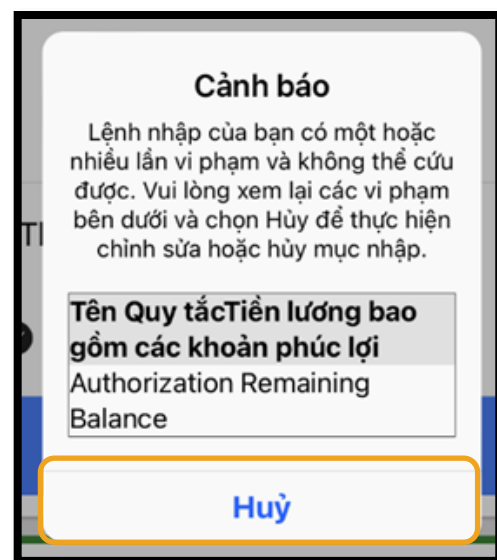 Cảnh báo
Lệnh nhập của bạn có một hoặc
nhiều lần vi phạm và không thể cứu
được. Vui lòng xem lại các vi phạm
bên dưới và chọn Hủy để thực hiện
chỉnh sửa hoặc hủy mục nhập.
TI
Tên Quy tắcTiền lương bao
gồm các khoản phúc lợi
Authorization Remaining
Balance
Huỷ